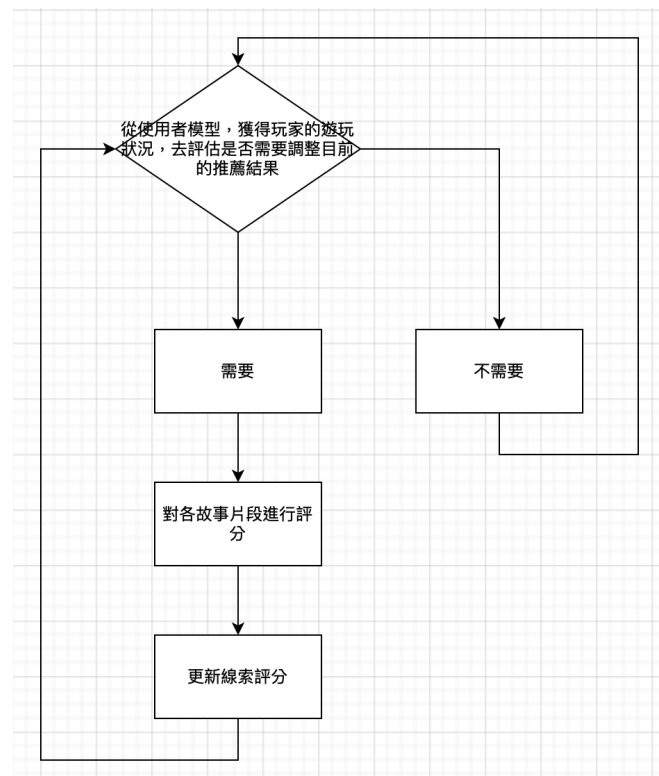 從使用者模型，獲得玩家的遊玩
狀況，去評估是否需要調整目前
的推薦結果
需要
不需要
對各故事片段進行評
分
更新線索評分